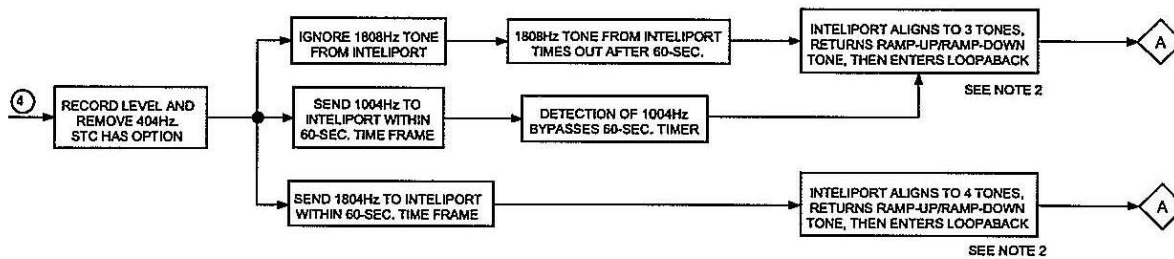 4
RECORD LEVEL AND
REMOVE 404Hz.
STC HAS OPTION
IGNORE 1808Hz TONE
FROM INTELIPORT
1808Hz TONE FROM INTELIPORT
TIMES OUT AFTER 60-SEC.
INTELIPORT ALIGNS TO 3 TONES,
RETURNS RAMP-UP/RAMP-DOWN
TONE, THEN ENTERS LOOPABACK
A
SEE NOTE 2
SEND 1004Hz TO
INTELIPORT WITHIN
60-SEC. TIME FRAME
DETECTION OF 1004Hz
BYPASSES 60-SEC. TIMER
SEND 1804Hz TO INTELIPORT
WITHIN 60-SEC. TIME FRAME
INTELIPORT ALIGNS TO 4 TONES,
RETURNS RAMP-UP/RAMP-DOWN
TONE, THEN ENTERS LOOPABACK
A
SEE NOTE 2